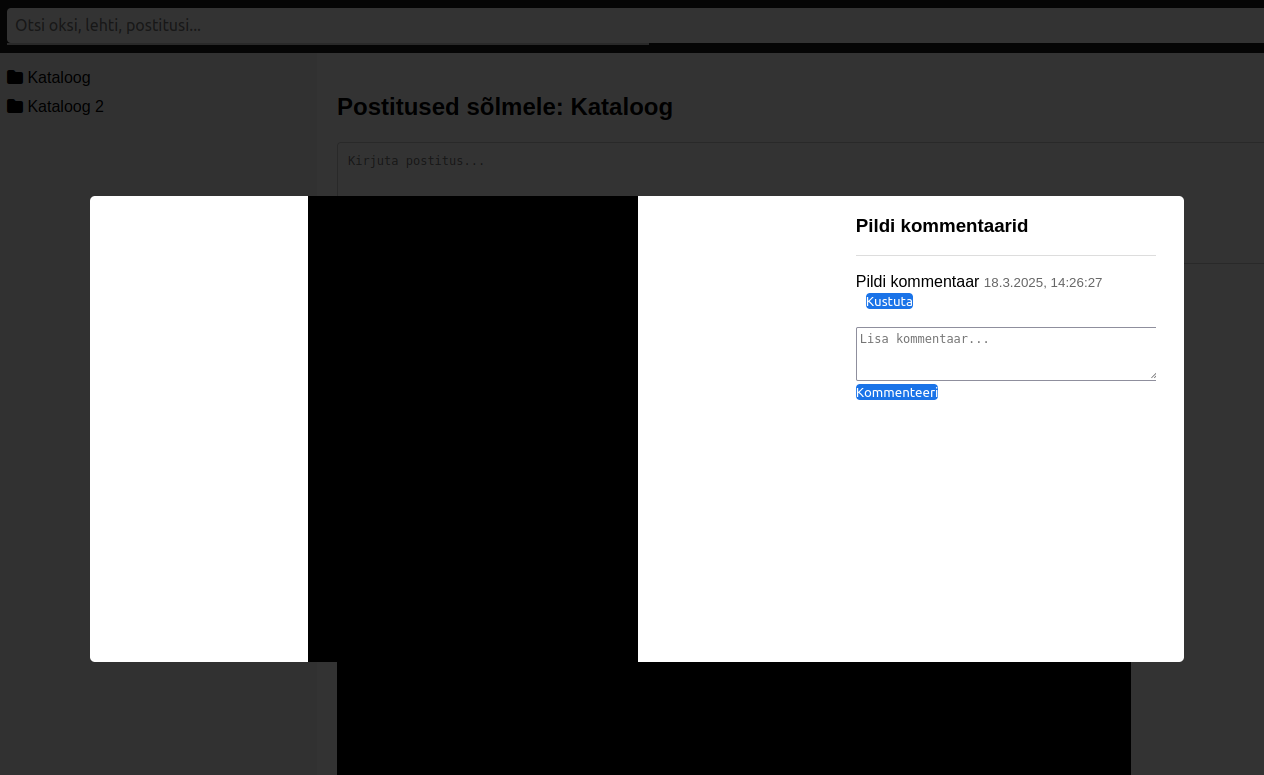 Otsi oksi, lehti, postitusi...
Kataloog
Kataloog 2
Postitused sõlmele: Kataloog
Kirjuta postitus...
Pildi kommentaarid
Pildi kommentaar 18.3.2025, 14:26:27
Kustuta
Lisa kommentaar...
Kommenteeri